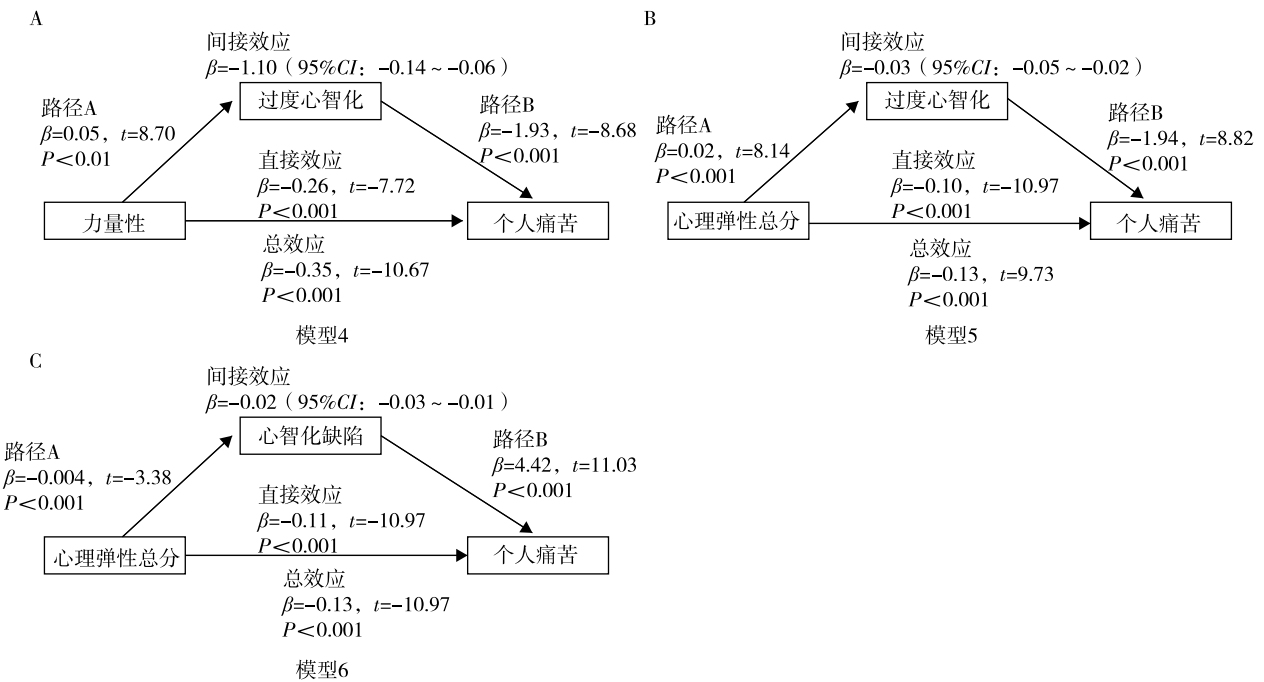 A
间接效应
β=-1.10（95%CI：-0.14～-0.06）
过度心智化
路径A
β=0.05，t=8.70
P＜0.01
路径B
β=-1.93，t=-8.68
P＜0.001
直接效应
β=-0.26，t=-7.72
P＜0.001
力量性
个人痛苦
总效应
β=-0.35，t=-10.67
P＜0.001
模型4
B
间接效应
β=-0.03（95%CI：-0.05～-0.02）
过度心智化
路径A
β=0.02，t=8.14
P＜0.001
路径B
β=-1.94，t=8.82
P＜0.001
直接效应
β=-0.10，t=-10.97
P＜0.001
心理弹性总分
个人痛苦
总效应
β=-0.13，t=9.73
P＜0.001
模型5
C
间接效应
β=-0.02（95%CI：-0.03～-0.01）
心智化缺陷
路径A
β=-0.004，t=-3.38
P＜0.001
路径B
β=4.42，t=11.03
P＜0.001
直接效应
β=-0.11，t=-10.97
P＜0.001
心理弹性总分
个人痛苦
总效应
β=-0.13，t=-10.97
P＜0.001
模型6